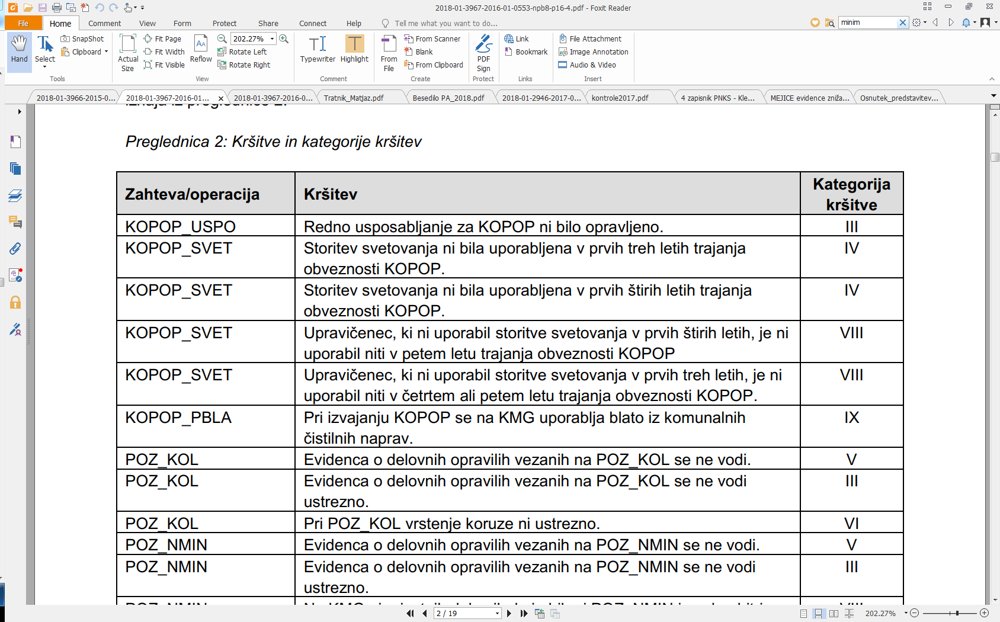 2018-01-3967-2016-01-0553-npb8-p16-4.pdf - Foxit Reader
File Home Comment View Form Protect Share Connect Help Tell me what you want to do... minim
Hand
Select
SnapShot
Clipboard
Tools
Actual Size
Fit Page
Fit Width
Fit Visible
Reflow
202.27%
Rotate Left
Rotate Right
View
Typewriter
Highlight
Comment
From File
From Scanner
Blank
From Clipboard
Create
PDF Sign
Protect
Link
Bookmark
Links
File Attachment
Image Annotation
Audio & Video
Insert
2018-01-3966-2015-0... 2018-01-3967-2016-01... 2018-01-3967-2016-0... Tratnik_Matjaz.pdf Besedilo PA_2018.pdf 2018-01-2946-2017-0... kontrole2017.pdf 4 zapisnik PNKS - Kle... MEJICE evidence zniža... Osnutek_predstavitev...
Preglednica 2: Kršitve in kategorije kršitev
Zahteva/operacija Kršitev Kategorija kršitve
KOPOP_USPO Redno usposabljanje za KOPOP ni bilo opravljeno. III
KOPOP_SVET Storitev svetovanja ni bila uporabljena v prvih treh letih trajanja IV
obveznosti KOPOP.
KOPOP_SVET Storitev svetovanja ni bila uporabljena v prvih štirih letih trajanja IV
obveznosti KOPOP.
KOPOP_SVET Upravičenec, ki ni uporabil storitve svetovanja v prvih štirih letih, je ni VIII
uporabil niti v petem letu trajanja obveznosti KOPOP
KOPOP_SVET Upravičenec, ki ni uporabil storitve svetovanja v prvih treh letih, je ni VIII
uporabil niti v četrtem ali petem letu trajanja obveznosti KOPOP.
KOPOP_PBLA Pri izvajanju KOPOP se na KMG uporablja blato iz komunalnih IX
čistilnih naprav.
POZ_KOL Evidenca o delovnih opravilih vezanih na POZ_KOL se ne vodi. V
POZ_KOL Evidenca o delovnih opravilih vezanih na POZ_KOL se ne vodi III
ustrezno.
POZ_KOL Pri POZ_KOL vrstenje koruze ni ustrezno. VI
POZ_NMIN Evidenca o delovnih opravilih vezanih na POZ_NMIN se ne vodi. V
POZ_NMIN Evidenca o delovnih opravilih vezanih na POZ_NMIN se ne vodi III
ustrezno.
2 / 19 202.27%